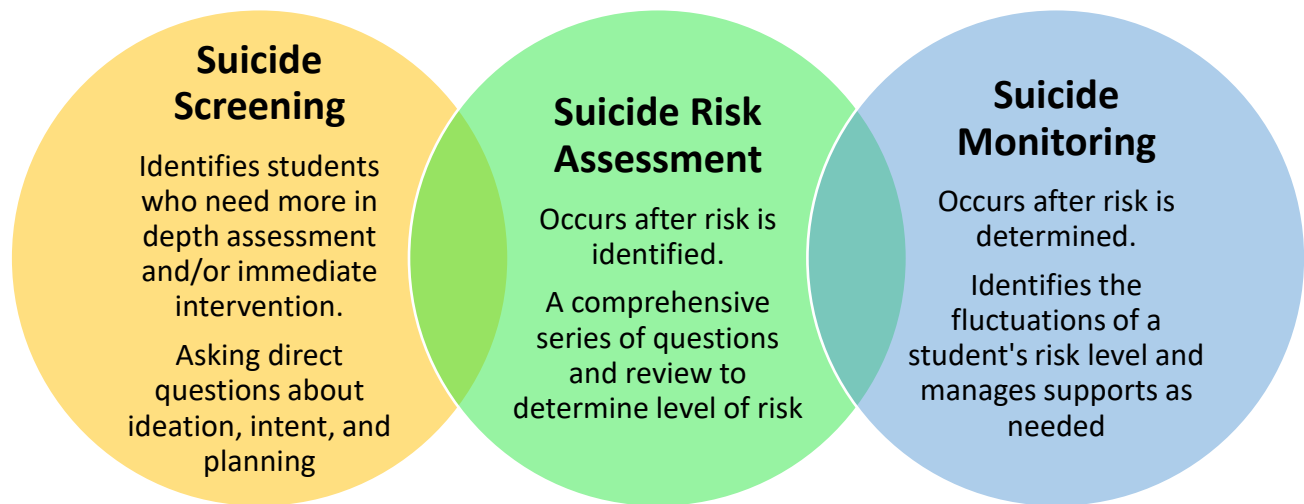 Suicide
Screening
Identifies students
who need more in
depth assessment
and/or immediate
intervention.
Asking direct
questions about
ideation, intent, and
planning
Suicide Risk
Assessment
Occurs after risk is
identified.
A comprehensive
series of questions
and review to
determine level of risk
Suicide
Monitoring
Occurs after risk is
determined.
Identifies the
fluctuations of a
student's risk level and
manages supports as
needed